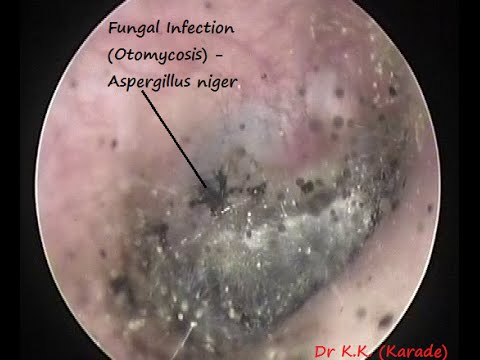 Fungal Infection
(Otomycosis) -
Aspergillus niger
Dr K.K. (Karade)